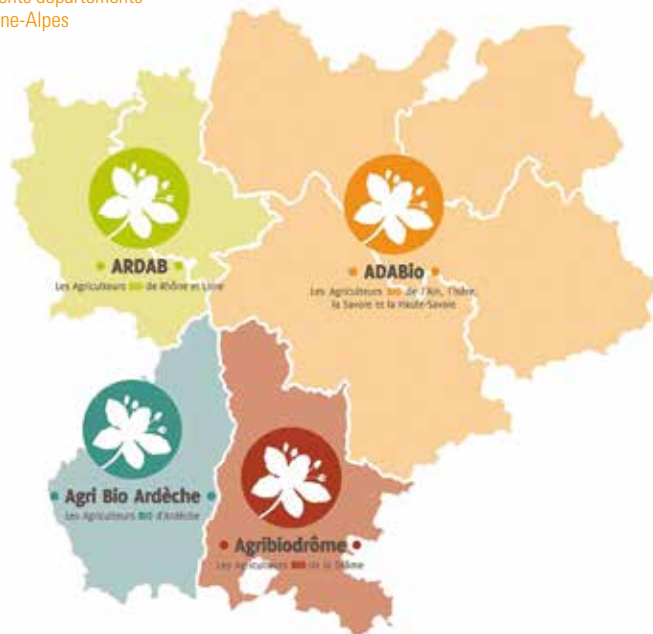 départements
ne-Alpes
• ARDAB •
Les Agriculteurs BIO de Rhône et Loire
• ADABio •
Les Agriculteurs BIO de l'Ain, l'Isère,
la Savoie et la Haute-Savoie
• Agri Bio Ardèche •
Les Agriculteurs BIO d'Ardèche
• Agribiodrôme •
Les Agriculteurs BIO de la Drôme